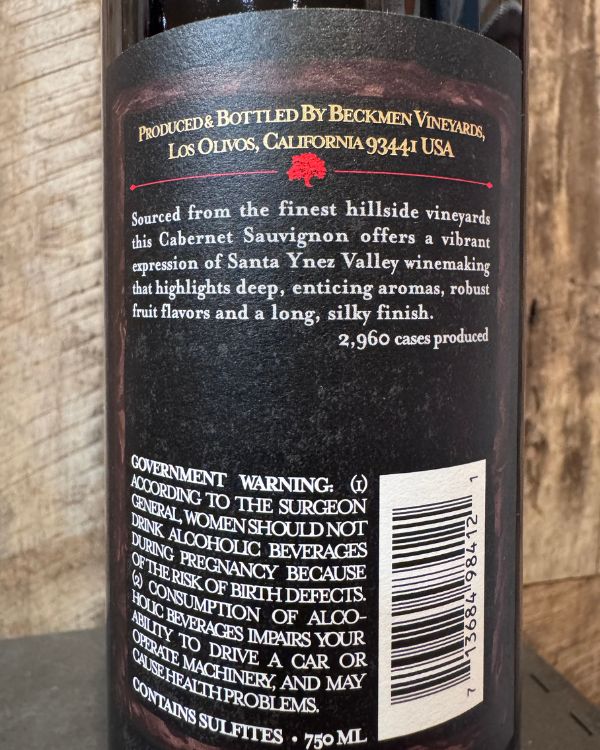 PRODUCED & BOTTLED BY BECKMEN VINEYARDS,
LOS OLIVOS, CALIFORNIA 93441 USA
Sourced from the finest hillside vineyards
this Cabernet Sauvignon offers a vibrant
expression of Santa Ynez Valley winemaking
that highlights deep, enticing aromas, robust
fruit flavors and a long, silky finish.
2,960 cases produced
GOVERNMENT WARNING: (1)
ACCORDING TO THE SURGEON
GENERAL, WOMEN SHOULD NOT
DRINK ALCOHOLIC BEVERAGES
DURING PREGNANCY BECAUSE
OF THE RISK OF BIRTH DEFECTS.
(2) CONSUMPTION OF ALCO-
HOLIC BEVERAGES IMPAIRS YOUR
ABILITY TO DRIVE A CAR OR
OPERATE MACHINERY, AND MAY
CAUSE HEALTH PROBLEMS.
CONTAINS SULFITES • 750 ML
7 13684 98412 1